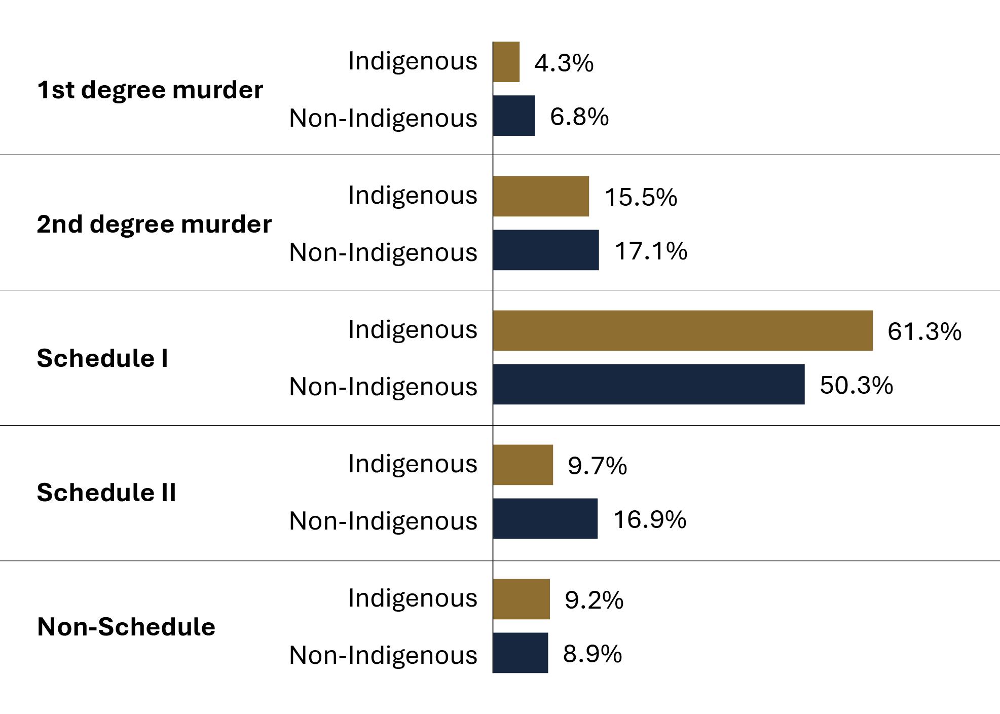 1st degree murder
Indigenous 4.3%
Non-Indigenous 6.8%
2nd degree murder
Indigenous 15.5%
Non-Indigenous 17.1%
Schedule I
Indigenous 61.3%
Non-Indigenous 50.3%
Schedule II
Indigenous 9.7%
Non-Indigenous 16.9%
Non-Schedule
Indigenous 9.2%
Non-Indigenous 8.9%